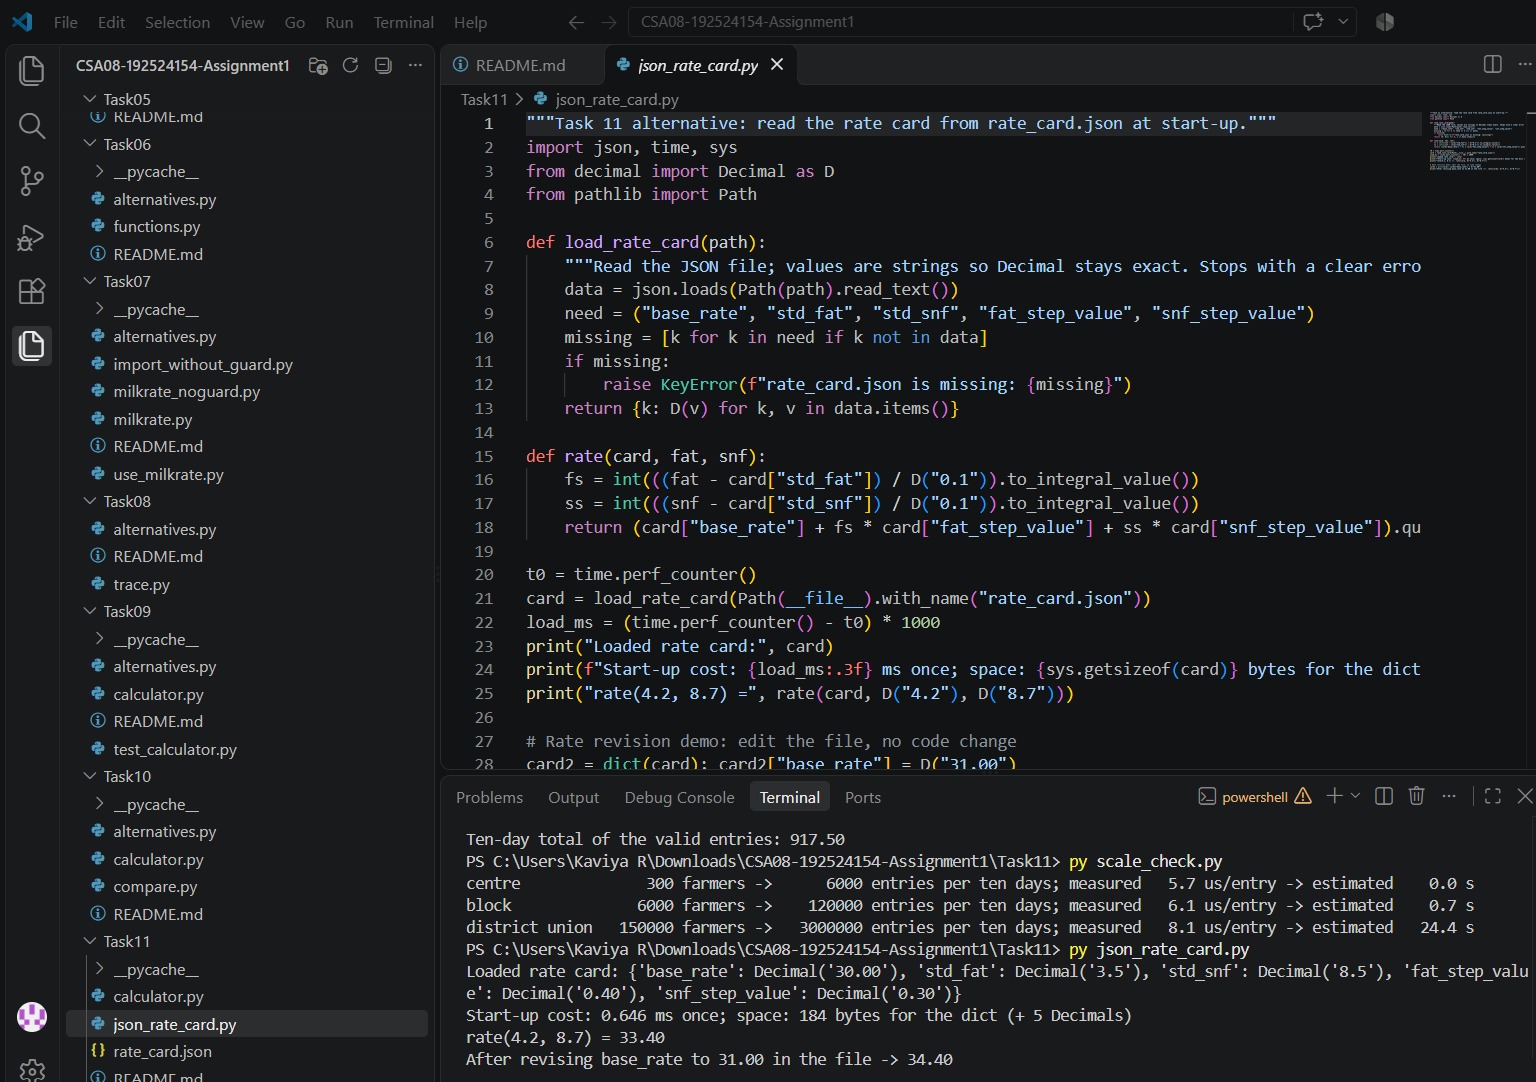 File Edit Selection View Go Run Terminal Help
CSA08-192524154-Assignment1
CSA08-192524154-Assignment1
Task05
README.md
Task06
__pycache__
alternatives.py
functions.py
README.md
Task07
__pycache__
alternatives.py
import_without_guard.py
milkrate_noguard.py
milkrate.py
README.md
use_milkrate.py
Task08
alternatives.py
README.md
trace.py
Task09
__pycache__
alternatives.py
calculator.py
README.md
test_calculator.py
Task10
__pycache__
alternatives.py
calculator.py
compare.py
README.md
Task11
__pycache__
calculator.py
json_rate_card.py
rate_card.json
README.md
README.md
json_rate_card.py
Task11 > json_rate_card.py
1 """Task 11 alternative: read the rate card from rate_card.json at start-up."""
2 import json, time, sys
3 from decimal import Decimal as D
4 from pathlib import Path
5
6 def load_rate_card(path):
7 """Read the JSON file; values are strings so Decimal stays exact. Stops with a clear erro
8 data = json.loads(Path(path).read_text())
9 need = ("base_rate", "std_fat", "std_snf", "fat_step_value", "snf_step_value")
10 missing = [k for k in need if k not in data]
11 if missing:
12 raise KeyError(f"rate_card.json is missing: {missing}")
13 return {k: D(v) for k, v in data.items()}
14
15 def rate(card, fat, snf):
16 fs = int(((fat - card["std_fat"]) / D("0.1")).to_integral_value())
17 ss = int(((snf - card["std_snf"]) / D("0.1")).to_integral_value())
18 return (card["base_rate"] + fs * card["fat_step_value"] + ss * card["snf_step_value"]).qu
19
20 t0 = time.perf_counter()
21 card = load_rate_card(Path(__file__).with_name("rate_card.json"))
22 load_ms = (time.perf_counter() - t0) * 1000
23 print("Loaded rate card:", card)
24 print(f"Start-up cost: {load_ms:.3f} ms once; space: {sys.getsizeof(card)} bytes for the dict
25 print("rate(4.2, 8.7) =", rate(card, D("4.2"), D("8.7")))
26
27 # Rate revision demo: edit the file, no code change
28 card2 = dict(card); card2["base_rate"] = D("31.00")
Problems Output Debug Console Terminal Ports
powershell
Ten-day total of the valid entries: 917.50
PS C:\Users\Kaviya R\Downloads\CSA08-192524154-Assignment1\Task11> py scale_check.py
centre 300 farmers -> 6000 entries per ten days; measured 5.7 us/entry -> estimated 0.0 s
block 6000 farmers -> 120000 entries per ten days; measured 6.1 us/entry -> estimated 0.7 s
district union 150000 farmers -> 3000000 entries per ten days; measured 8.1 us/entry -> estimated 24.4 s
PS C:\Users\Kaviya R\Downloads\CSA08-192524154-Assignment1\Task11> py json_rate_card.py
Loaded rate card: {'base_rate': Decimal('30.00'), 'std_fat': Decimal('3.5'), 'std_snf': Decimal('8.5'), 'fat_step_valu
e': Decimal('0.40'), 'snf_step_value': Decimal('0.30')}
Start-up cost: 0.646 ms once; space: 184 bytes for the dict (+ 5 Decimals)
rate(4.2, 8.7) = 33.40
After revising base_rate to 31.00 in the file -> 34.40